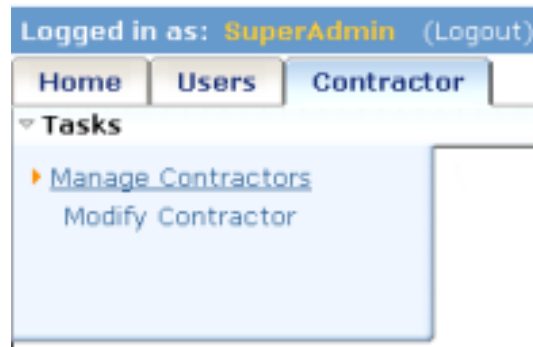 Logged in as: SuperAdmin (Logout)
Home Users Contractor
Tasks
Manage Contractors
Modify Contractor